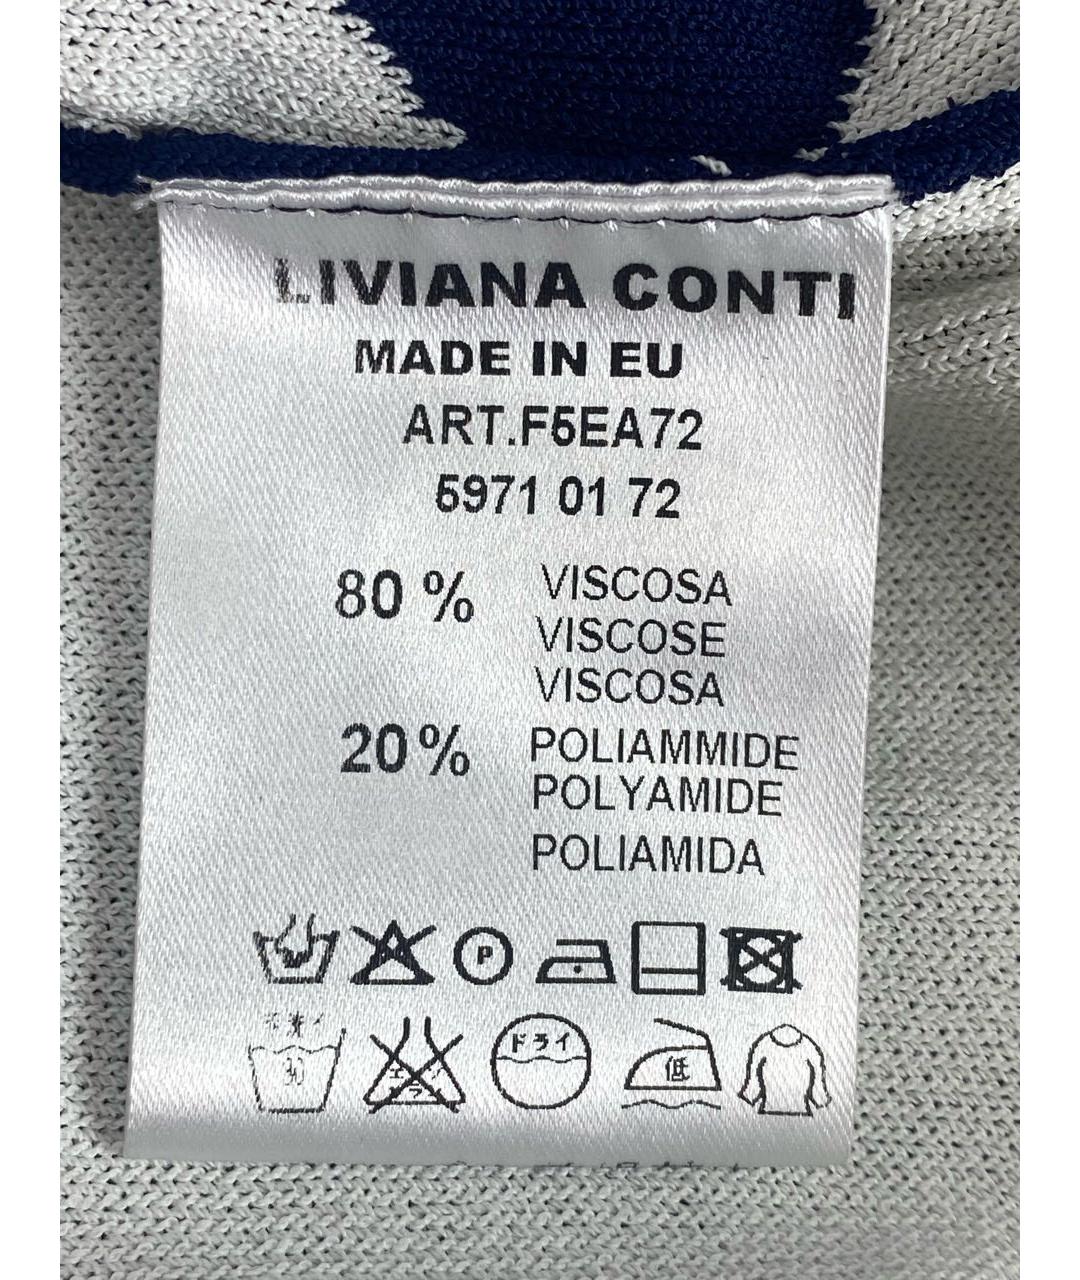 LIVIANA CONTI
MADE IN EU
ART.F5EA72
5971 01 72
80 % VISCOSA
VISCOSE
VISCOSA
20% POLIAMMIDE
POLYAMIDE
POLIAMIDA
P
30
ドライ
低